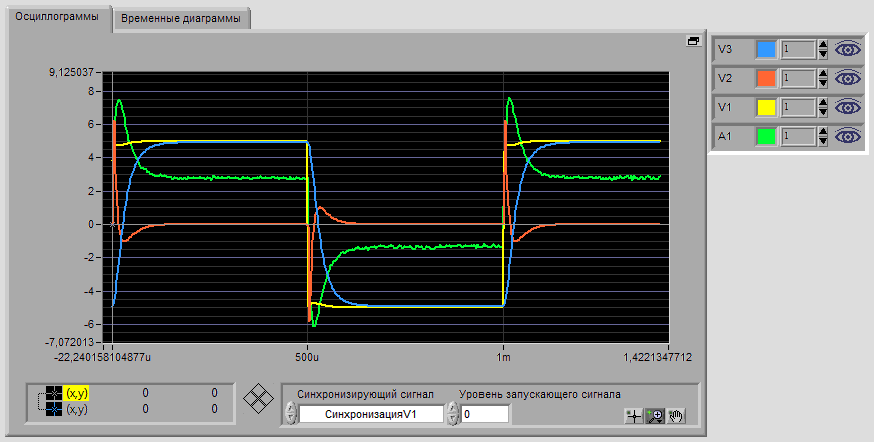 Осциллограммы
Временные диаграммы
V3 1
V2 1
V1 1
A1 1
9,125037
8
6
4
2
0
-2
-4
-6
-7,072013
-22,240158104877u 500u 1m 1,4221347712
(x,y) 0 0
(x,y) 0 0
Синхронизирующий сигнал
СинхронизацияV1
Уровень запускающего сигнала
0